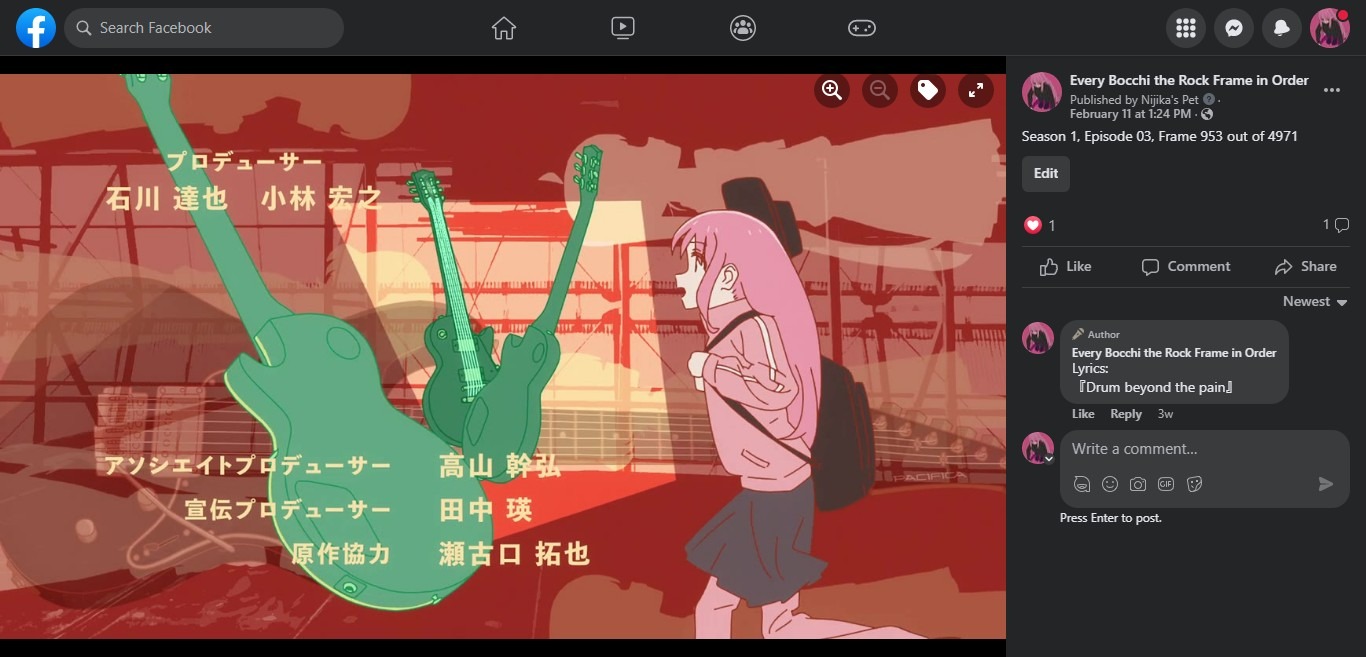 Search Facebook
プロデューサー
石川 達也 小林 宏之
アソシエイトプロデューサー 高山 幹弘
宣伝プロデューサー 田中 瑛
原作協力 瀬古口 拓也
PACIFICA
Every Bocchi the Rock Frame in Order
Published by Nijika's Pet ·
February 11 at 1:24 PM ·
Season 1, Episode 03, Frame 953 out of 4971
Edit
1
1
Like Comment Share
Newest
Author
Every Bocchi the Rock Frame in Order
Lyrics:
『Drum beyond the pain』
Like Reply 3w
Write a comment...
GIF
Press Enter to post.